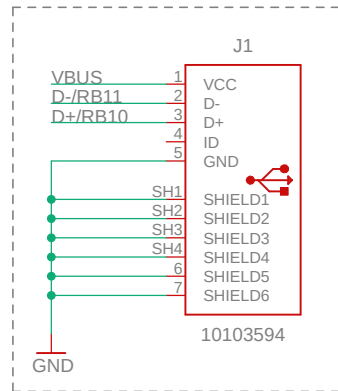 J1
VBUS 1 VCC
D-/RB11 2 D-
D+/RB10 3 D+
4 ID
5 GND
SH1 SHIELD1
SH2 SHIELD2
SH3 SHIELD3
SH4 SHIELD4
6 SHIELD5
7 SHIELD6
10103594
GND